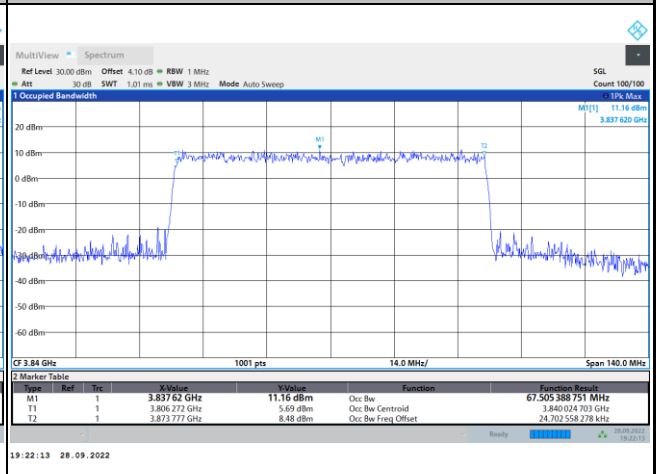 MultiView Spectrum
Ref Level 30.00 dBm Offset 4.10 dB RBW 1 MHz SGL
Att 30 dB SWT 1.01 ms VBW 3 MHz Mode Auto Sweep Count 100/100
1 Occupied Bandwidth 1Pk Max
M1[1] 11.16 dBm
3.837 620 GHz
20 dBm
M1
T1 T2
10 dBm
0 dBm
-10 dBm
-20 dBm
-30 dBm
-40 dBm
-50 dBm
-60 dBm
CF 3.84 GHz 1001 pts 14.0 MHz/ Span 140.0 MHz
2 Marker Table
Type Ref Trc X-Value Y-Value Function Function Result
M1 1 3.837 62 GHz 11.16 dBm Occ Bw 67.505 388 751 MHz
T1 1 3.806 272 GHz 5.69 dBm Occ Bw Centroid 3.840 024 703 GHz
T2 1 3.873 777 GHz 8.48 dBm Occ Bw Freq Offset 24.702 558 278 kHz
Ready 28.09.2022
19:22:13
19:22:13 28.09.2022